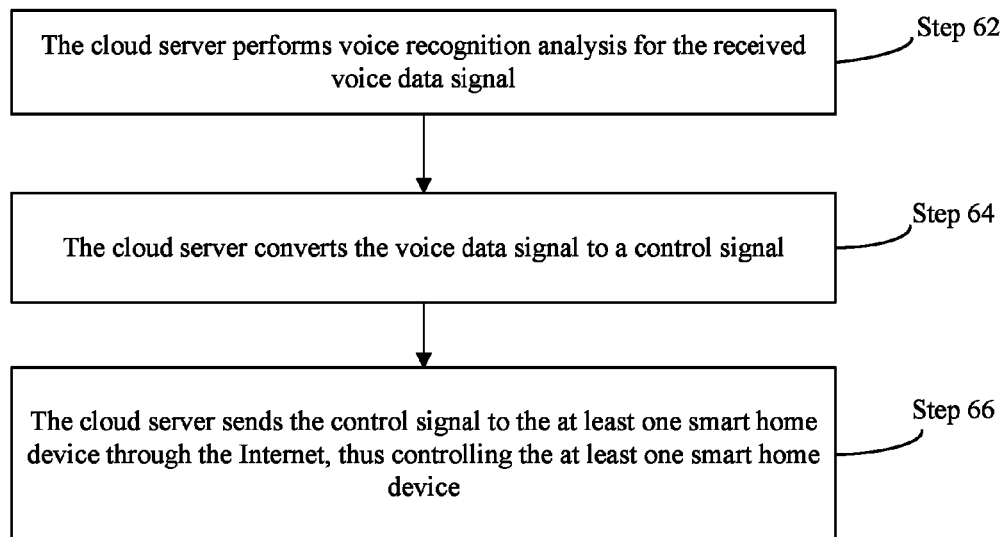 The cloud server performs voice recognition analysis for the received
voice data signal
Step 62
The cloud server converts the voice data signal to a control signal
Step 64
The cloud server sends the control signal to the at least one smart home
device through the Internet, thus controlling the at least one smart home
device
Step 66